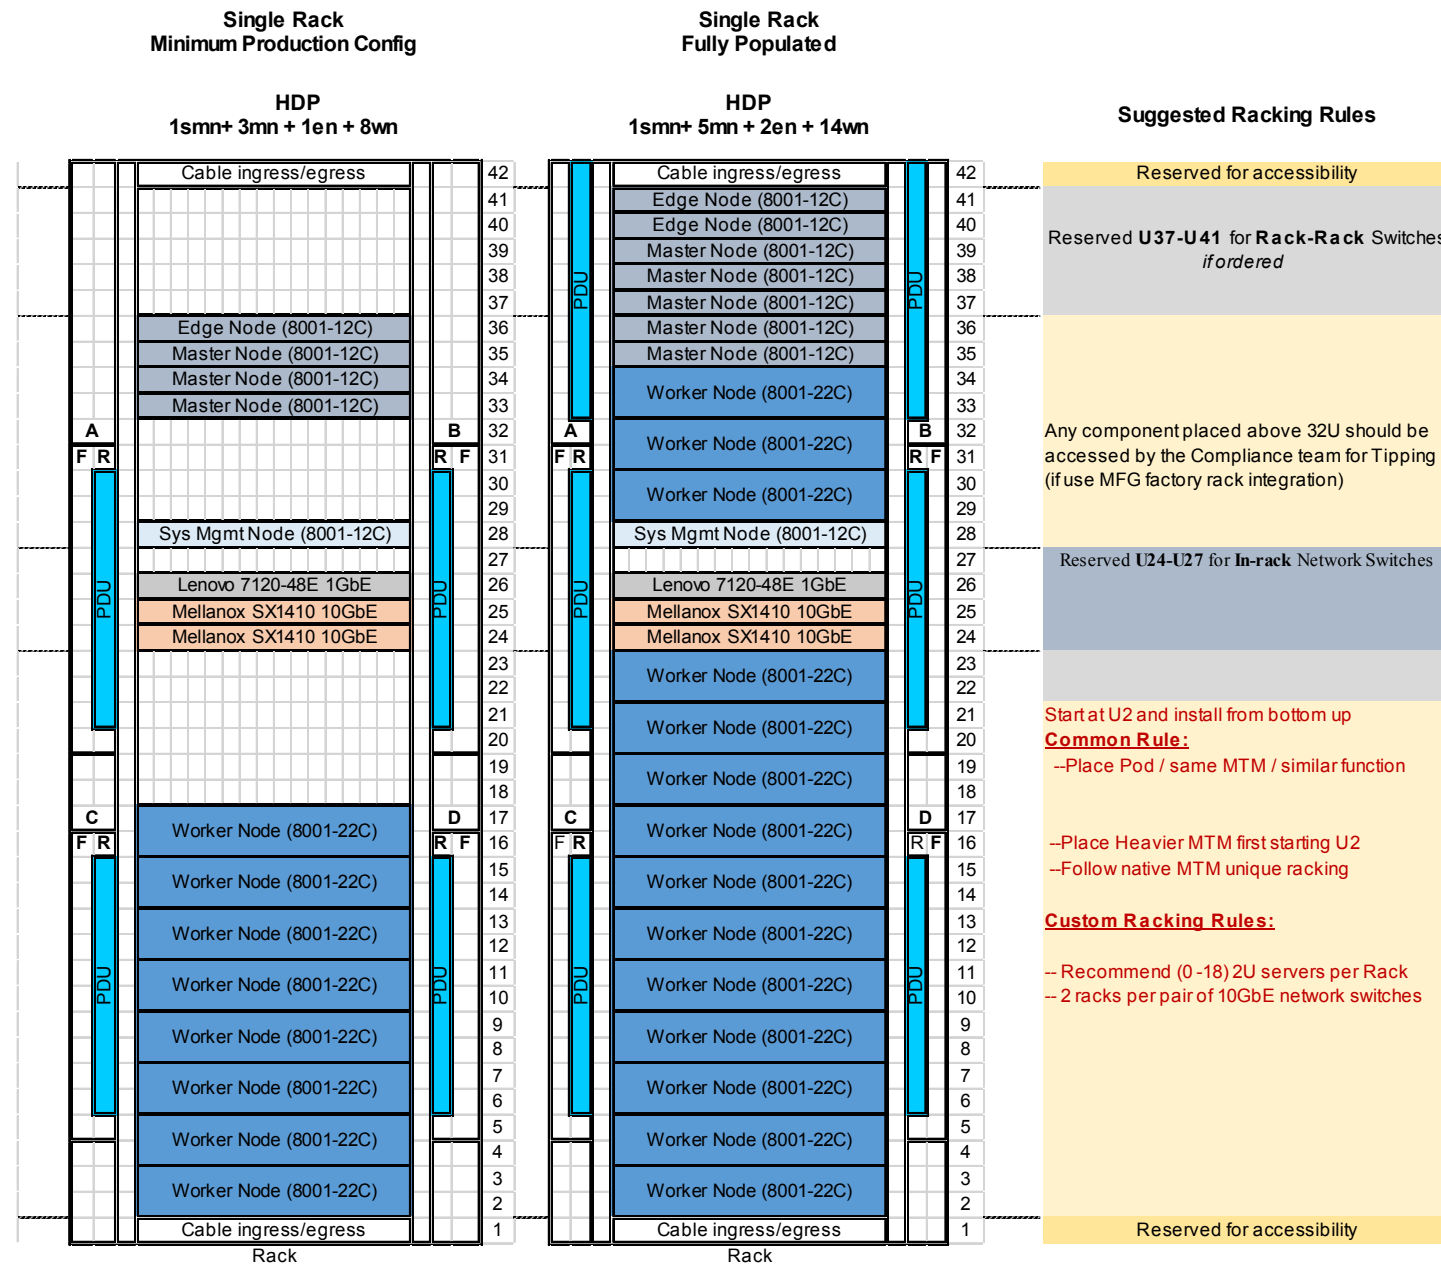 Single Rack
Minimum Production Config
HDP
1smn+ 3mn + 1en + 8wn
Single Rack
Fully Populated
HDP
1smn+ 5mn + 2en + 14wn
Suggested Racking Rules
Cable ingress/egress
Edge Node (8001-12C)
Master Node (8001-12C)
Master Node (8001-12C)
Master Node (8001-12C)
Sys Mgmt Node (8001-12C)
Lenovo 7120-48E 1GbE
Mellanox SX1410 10GbE
Mellanox SX1410 10GbE
Worker Node (8001-22C)
Worker Node (8001-22C)
Worker Node (8001-22C)
Worker Node (8001-22C)
Worker Node (8001-22C)
Worker Node (8001-22C)
Worker Node (8001-22C)
Worker Node (8001-22C)
Cable ingress/egress
Rack
A
F R
PDU
C
F R
PDU
B
R F
PDU
D
R F
PDU
42
41
40
39
38
37
36
35
34
33
32
31
30
29
28
27
26
25
24
23
22
21
20
19
18
17
16
15
14
13
12
11
10
9
8
7
6
5
4
3
2
1
PDU
A
F R
PDU
C
F R
PDU
Cable ingress/egress
Edge Node (8001-12C)
Edge Node (8001-12C)
Master Node (8001-12C)
Master Node (8001-12C)
Master Node (8001-12C)
Master Node (8001-12C)
Master Node (8001-12C)
Worker Node (8001-22C)
Worker Node (8001-22C)
Worker Node (8001-22C)
Sys Mgmt Node (8001-12C)
Lenovo 7120-48E 1GbE
Mellanox SX1410 10GbE
Mellanox SX1410 10GbE
Worker Node (8001-22C)
Worker Node (8001-22C)
Worker Node (8001-22C)
Worker Node (8001-22C)
Worker Node (8001-22C)
Worker Node (8001-22C)
Worker Node (8001-22C)
Worker Node (8001-22C)
Worker Node (8001-22C)
Worker Node (8001-22C)
Worker Node (8001-22C)
Cable ingress/egress
Rack
PDU
B
R F
PDU
D
R F
PDU
42
41
40
39
38
37
36
35
34
33
32
31
30
29
28
27
26
25
24
23
22
21
20
19
18
17
16
15
14
13
12
11
10
9
8
7
6
5
4
3
2
1
Reserved for accessibility
Reserved U37-U41 for Rack-Rack Switches
if ordered
Any component placed above 32U should be
accessed by the Compliance team for Tipping
(if use MFG factory rack integration)
Reserved U24-U27 for In-rack Network Switches
Start at U2 and install from bottom up
Common Rule:
--Place Pod / same MTM / similar function
--Place Heavier MTM first starting U2
--Follow native MTM unique racking
Custom Racking Rules:
-- Recommend (0 -18) 2U servers per Rack
-- 2 racks per pair of 10GbE network switches
Reserved for accessibility